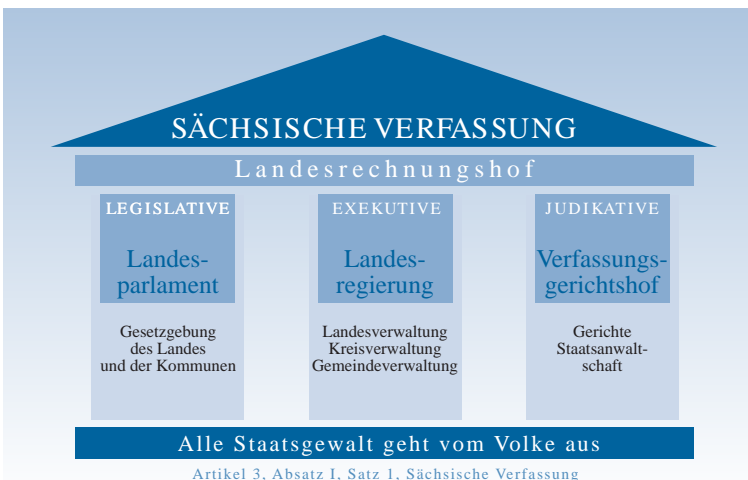 SÄCHSISCHE VERFASSUNG
Landesrechnungshof
LEGISLATIVE
Landes-
parlament
Gesetzgebung
des Landes
und der Kommunen
EXEKUTIVE
Landes-
regierung
Landesverwaltung
Kreisverwaltung
Gemeindeverwaltung
JUDIKATIVE
Verfassungs-
gerichtshof
Gerichte
Staatsanwalt-
schaft
Alle Staatsgewalt geht vom Volke aus
Artikel 3, Absatz I, Satz 1, Sächsische Verfassung